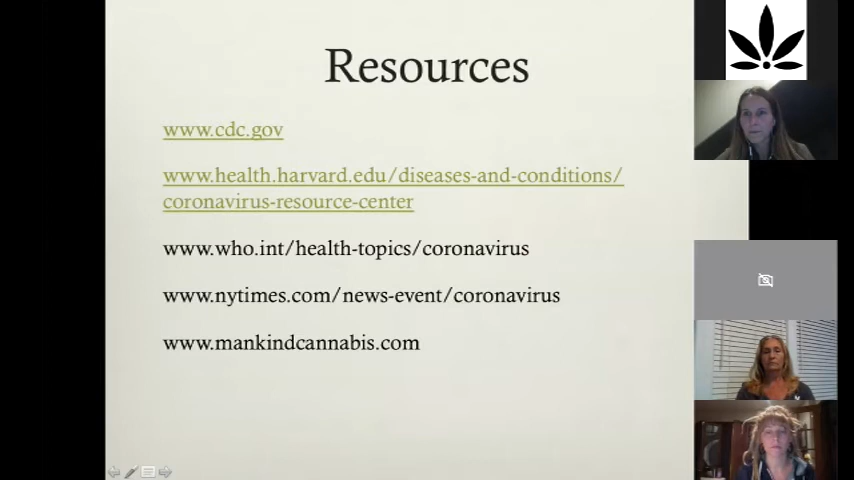 Resources
www.cdc.gov
www.health.harvard.edu/diseases-and-conditions/
coronavirus-resource-center
www.who.int/health-topics/coronavirus
www.nytimes.com/news-event/coronavirus
www.mankindcannabis.com